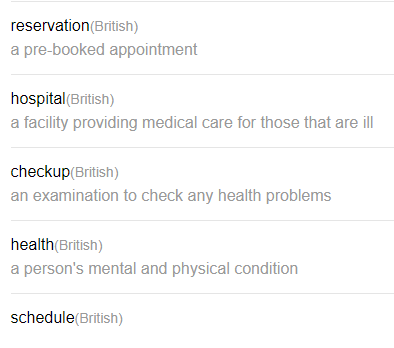 reservation(British)
a pre-booked appointment
hospital(British)
a facility providing medical care for those that are ill
checkup(British)
an examination to check any health problems
health(British)
a person's mental and physical condition
schedule(British)